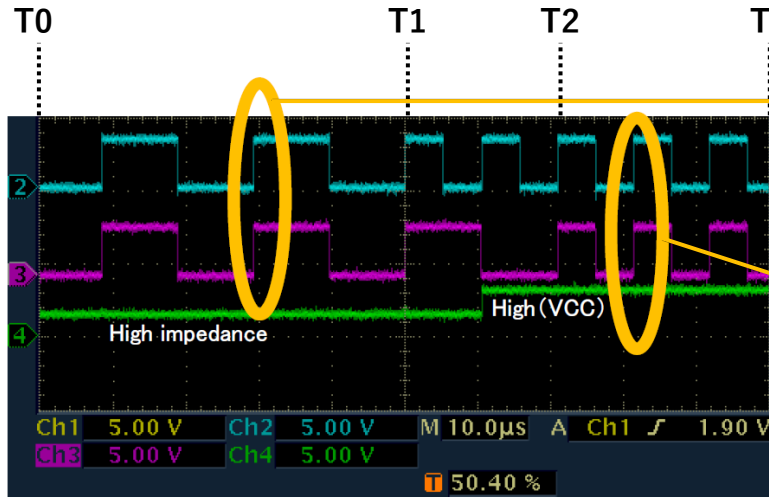 T0 T1 T2 T
2
3
High(VCC)
High impedance
4
Ch1 5.00 V Ch2 5.00 V M 10.0µs A Ch1 1.90 V
Ch3 5.00 V Ch4 5.00 V
T 50.40 %